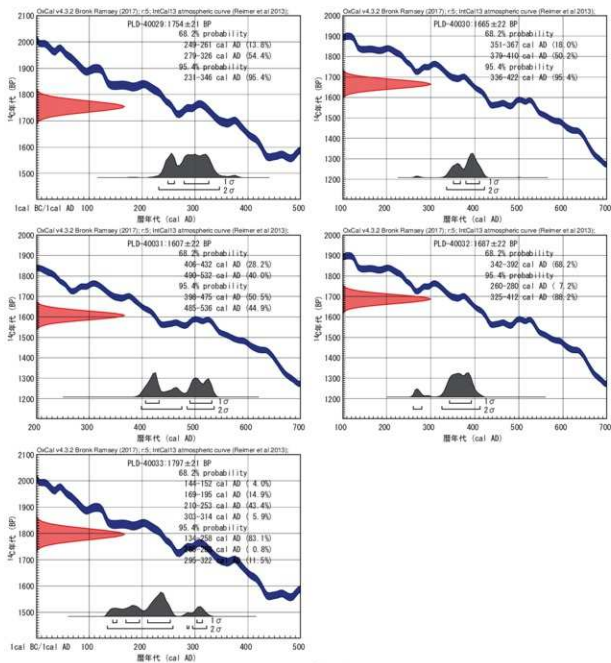 OxCal v4.3.2 Bronk Ramsey (2017); r:5; IntCal13 atmospheric curve (Reimer et al 2013);
PLD-40029:1754±21 BP
68.2% probability
249-261 cal AD (13.8%)
279-326 cal AD (54.4%)
95.4% probability
231-346 cal AD (95.4%)
2100
2000
1900
1800
1700
1600
1500
¹⁴C年代 (BP)
1σ
2σ
1cal BC/1cal AD 100 200 300 400 500
暦年代 (cal AD)
OxCal v4.3.2 Bronk Ramsey (2017); r:5; IntCal13 atmospheric curve (Reimer et al 2013);
PLD-40030:1665±22 BP
68.2% probability
351-367 cal AD (18.0%)
379-410 cal AD (50.2%)
95.4% probability
336-422 cal AD (95.4%)
2000
1900
1800
1700
1600
1500
1400
1300
1200
¹⁴C年代 (BP)
1σ
2σ
100 200 300 400 500 600 700
暦年代 (cal AD)
OxCal v4.3.2 Bronk Ramsey (2017); r:5; IntCal13 atmospheric curve (Reimer et al 2013);
PLD-40031:1607±22 BP
68.2% probability
406-432 cal AD (28.2%)
490-532 cal AD (40.0%)
95.4% probability
398-475 cal AD (50.5%)
485-536 cal AD (44.9%)
2000
1900
1800
1700
1600
1500
1400
1300
1200
¹⁴C年代 (BP)
1σ
2σ
200 300 400 500 600 700
暦年代 (cal AD)
OxCal v4.3.2 Bronk Ramsey (2017); r:5; IntCal13 atmospheric curve (Reimer et al 2013);
PLD-40032:1687±22 BP
68.2% probability
342-392 cal AD (68.2%)
95.4% probability
260-280 cal AD ( 7.2%)
325-412 cal AD (88.2%)
2000
1900
1800
1700
1600
1500
1400
1300
1200
¹⁴C年代 (BP)
1σ
2σ
100 200 300 400 500 600 700
暦年代 (cal AD)
OxCal v4.3.2 Bronk Ramsey (2017); r:5; IntCal13 atmospheric curve (Reimer et al 2013);
PLD-40033:1797±21 BP
68.2% probability
144-152 cal AD ( 4.0%)
169-195 cal AD (14.9%)
210-253 cal AD (43.4%)
303-314 cal AD ( 5.9%)
95.4% probability
134-258 cal AD (83.1%)
cal AD ( 0.8%)
295-322 cal AD (11.5%)
2100
2000
1900
1800
1700
1600
1500
¹⁴C年代 (BP)
1σ
2σ
1cal BC/1cal AD 100 200 300 400 500
暦年代 (cal AD)